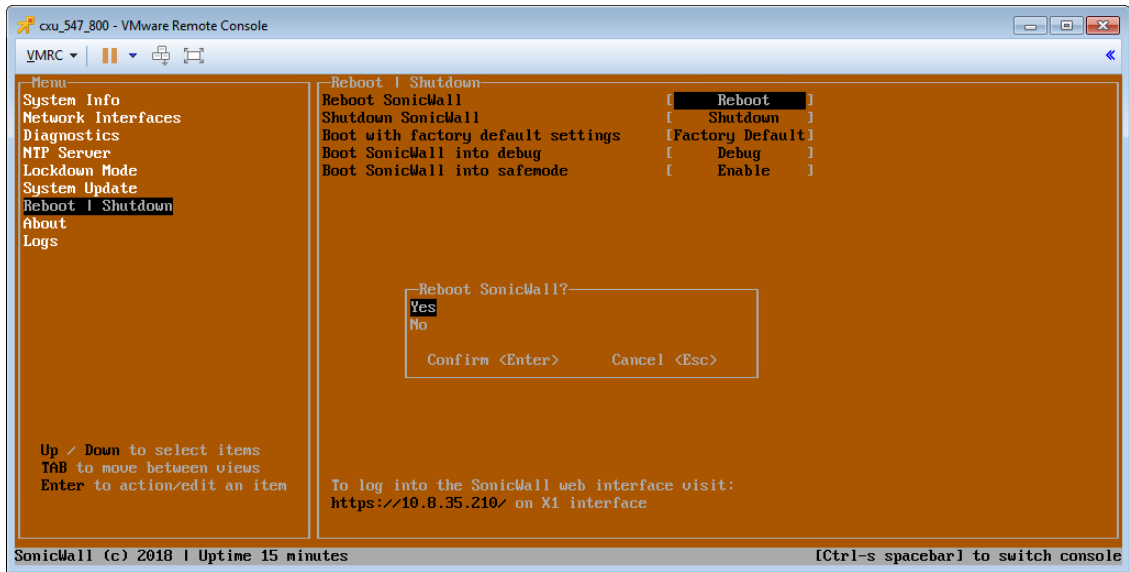 cxu_547_800 - VMware Remote Console
VMRC
Menu
System Info
Network Interfaces
Diagnostics
NTP Server
Lockdown Mode
System Update
Reboot | Shutdown
About
Logs
Up / Down to select items
TAB to move between views
Enter to action/edit an item
Reboot | Shutdown
Reboot SonicWall [ Reboot ]
Shutdown SonicWall [ Shutdown ]
Boot with factory default settings [Factory Default]
Boot SonicWall into debug [ Debug ]
Boot SonicWall into safemode [ Enable ]
Reboot SonicWall?
Yes
No
Confirm <Enter> Cancel <Esc>
To log into the SonicWall web interface visit:
https://10.8.35.210/ on X1 interface
SonicWall (c) 2018 | Uptime 15 minutes [Ctrl-s spacebar] to switch console